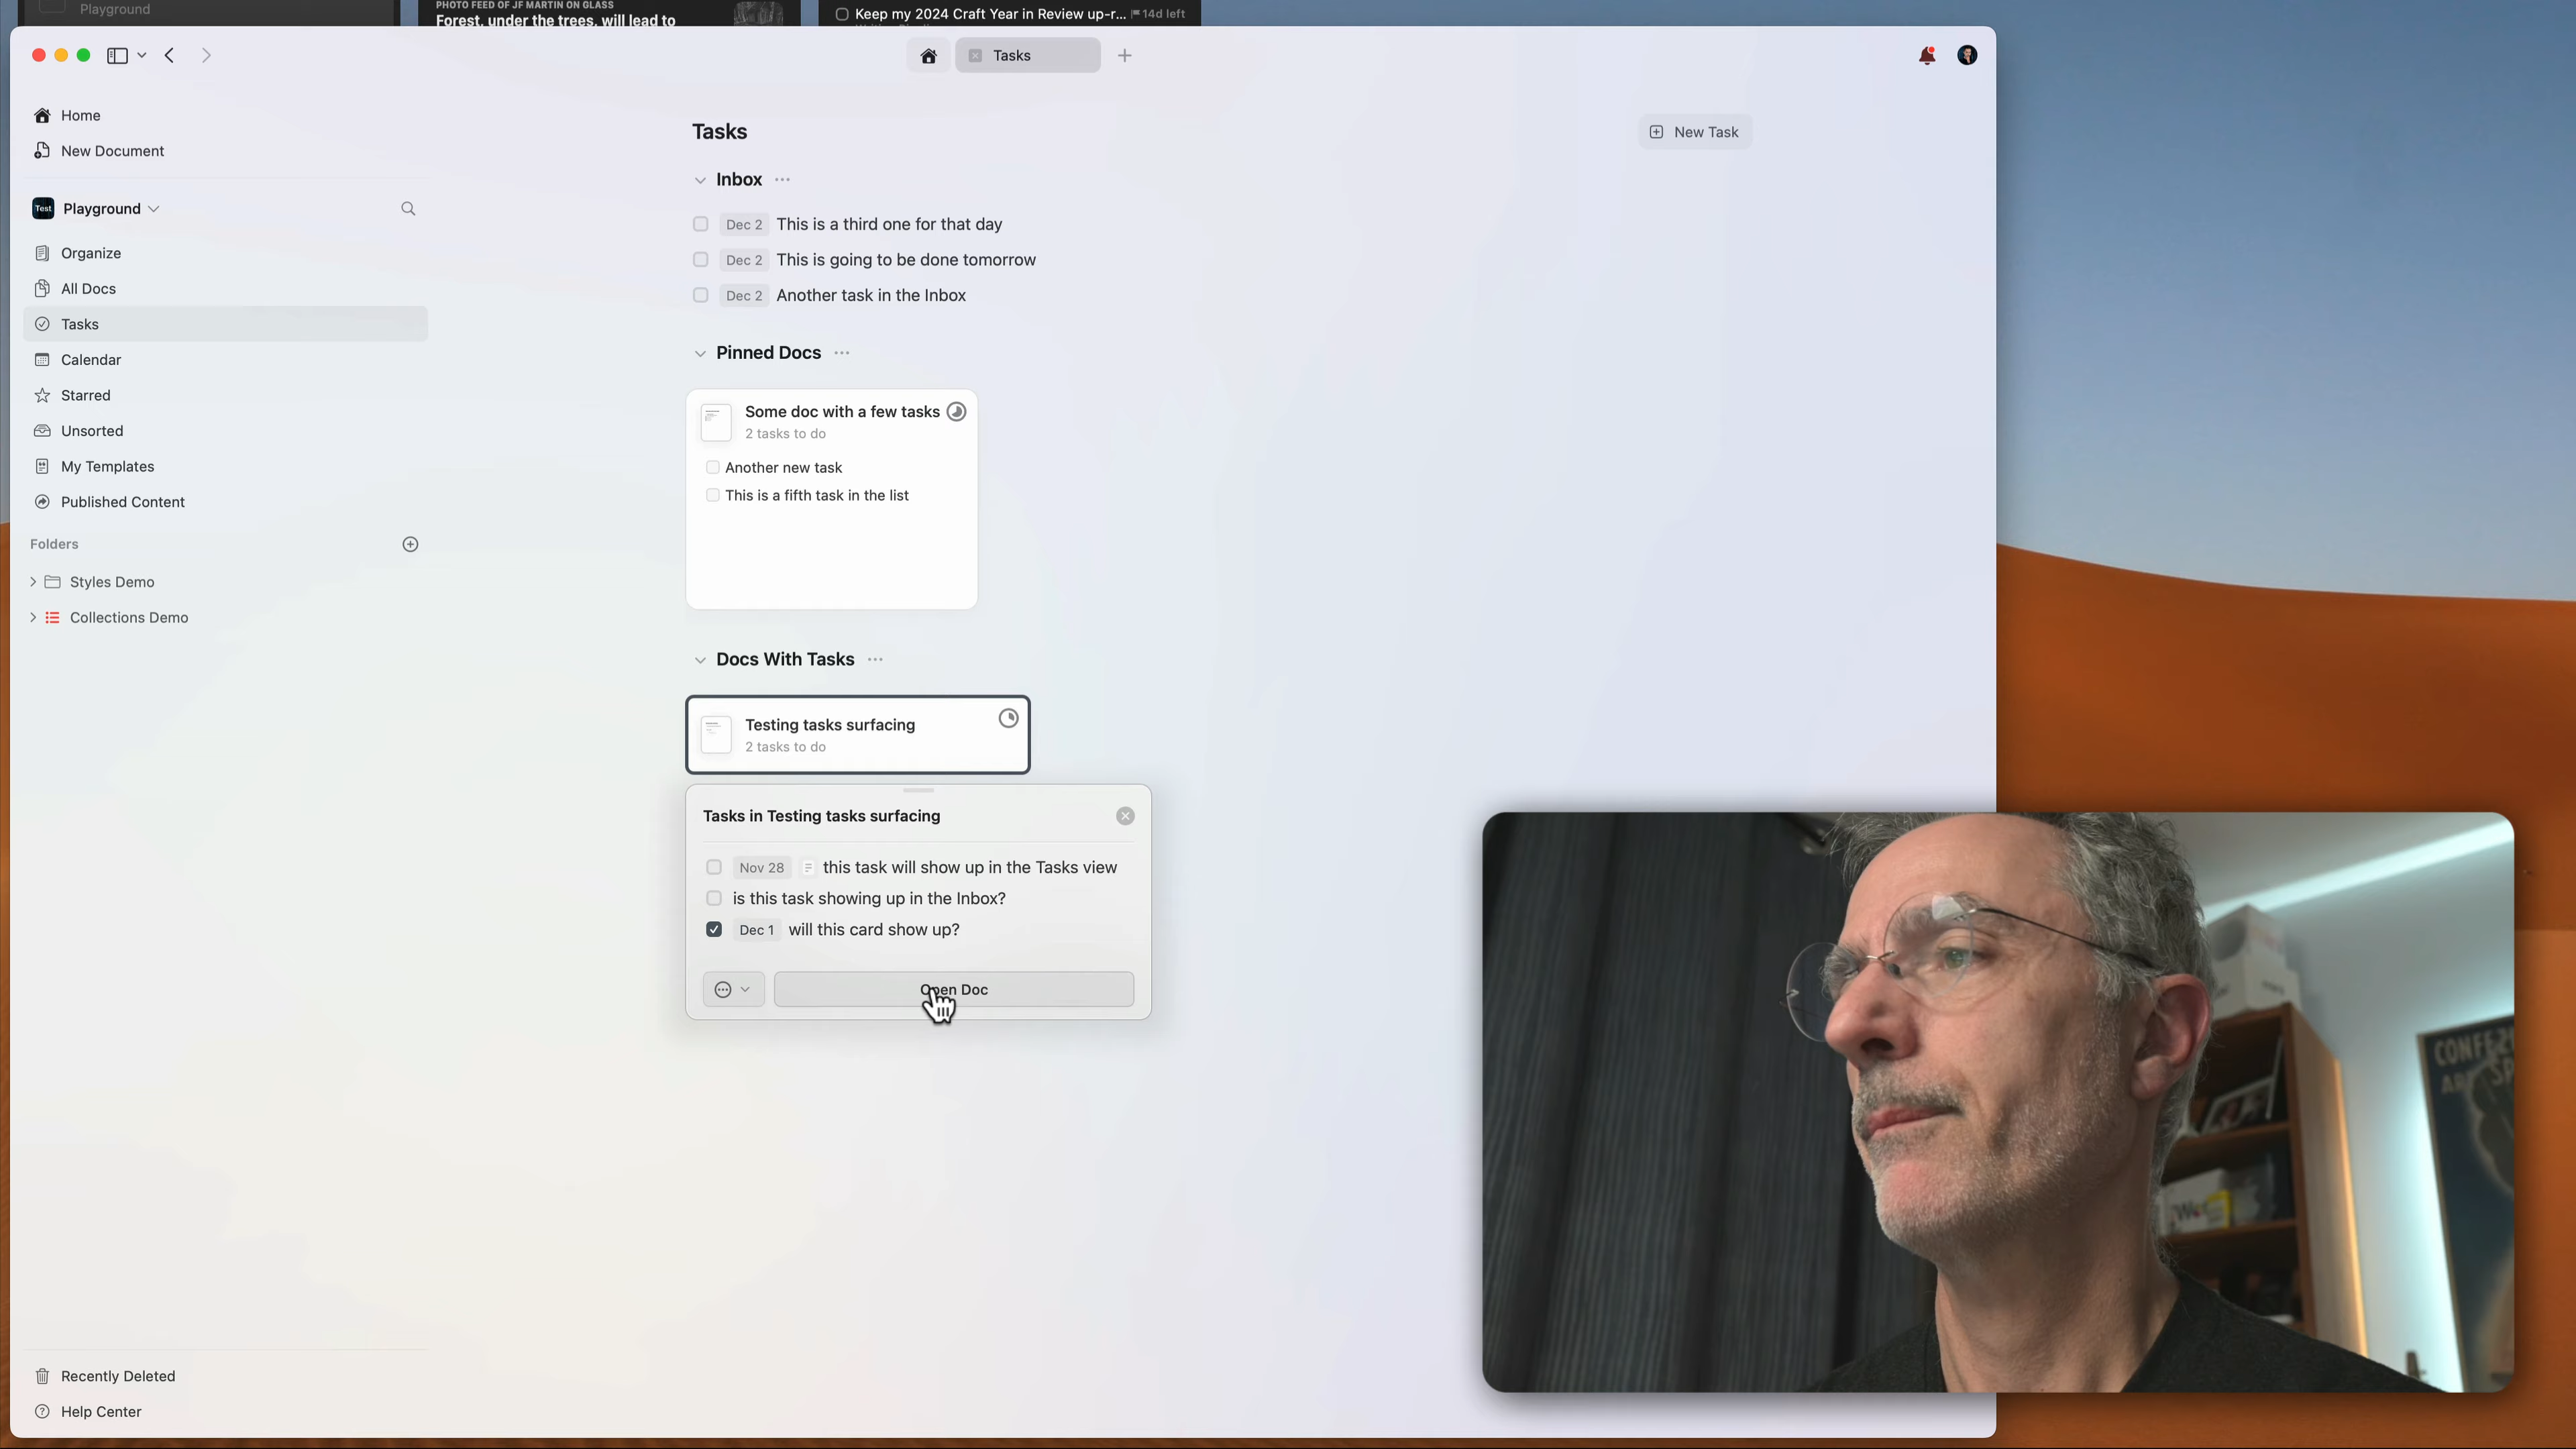 Playground
PHOTO FEED OF JF MARTIN ON GLASS
Forest, under the trees, will lead to
Keep my 2024 Craft Year in Review up-r... 14d left
Tasks
Home
New Document
Test Playground
Organize
All Docs
Tasks
Calendar
Starred
Unsorted
My Templates
Published Content
Folders
Styles Demo
Collections Demo
Recently Deleted
Help Center
Tasks
New Task
Inbox
Dec 2 This is a third one for that day
Dec 2 This is going to be done tomorrow
Dec 2 Another task in the Inbox
Pinned Docs
Some doc with a few tasks
2 tasks to do
Another new task
This is a fifth task in the list
Docs With Tasks
Testing tasks surfacing
2 tasks to do
Tasks in Testing tasks surfacing
Nov 28 this task will show up in the Tasks view
is this task showing up in the Inbox?
Dec 1 will this card show up?
Open Doc